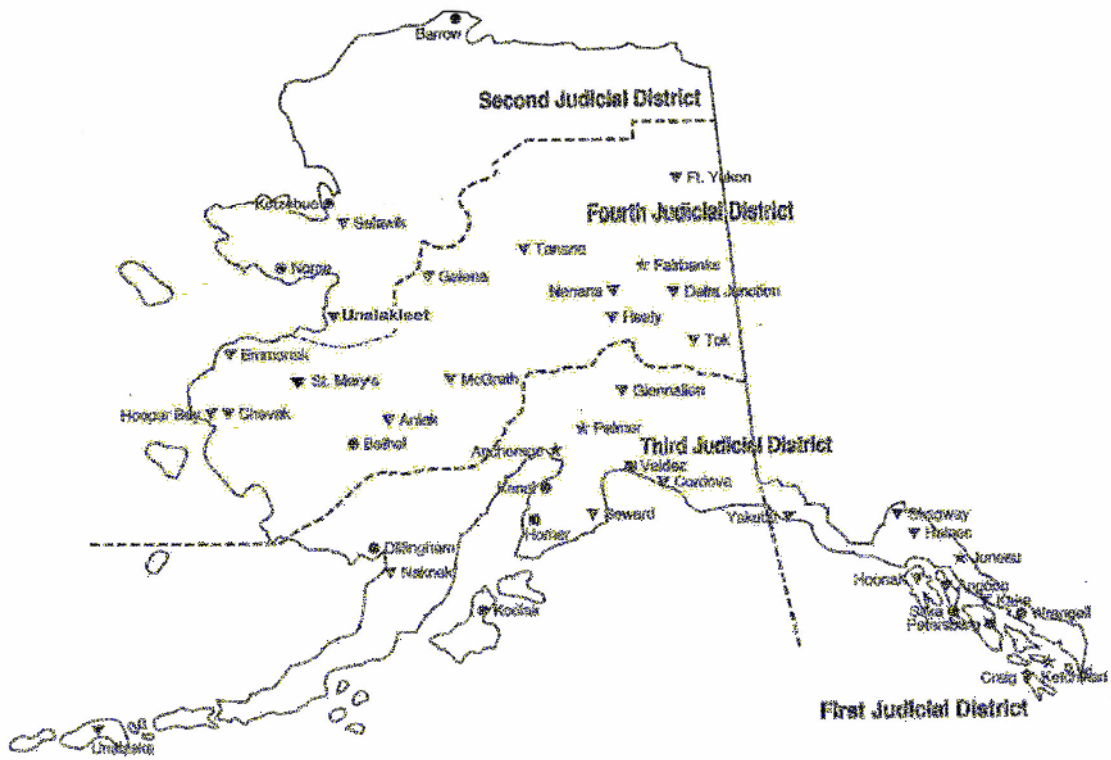 Barrow
Second Judicial District
Ft. Yukon
Kotzebue
Fourth Judicial District
Selawik
Tanana
Fairbanks
Nome
Galena
Nenana
Delta Junction
Unalakleet
Healy
Tok
Emmonak
St. Mary's
McGrath
Glennallen
Hooper Bay
Chevak
Aniak
Palmer
Bethel
Anchorage
Third Judicial District
Valdez
Kenai
Cordova
Seward
Yakutat
Skagway
Homer
Haines
Dillingham
Juneau
Naknek
Hoonah
Angoon
Kake
Kodiak
Sitka
Wrangell
Petersburg
Craig
Ketchikan
First Judicial District
Unalaska